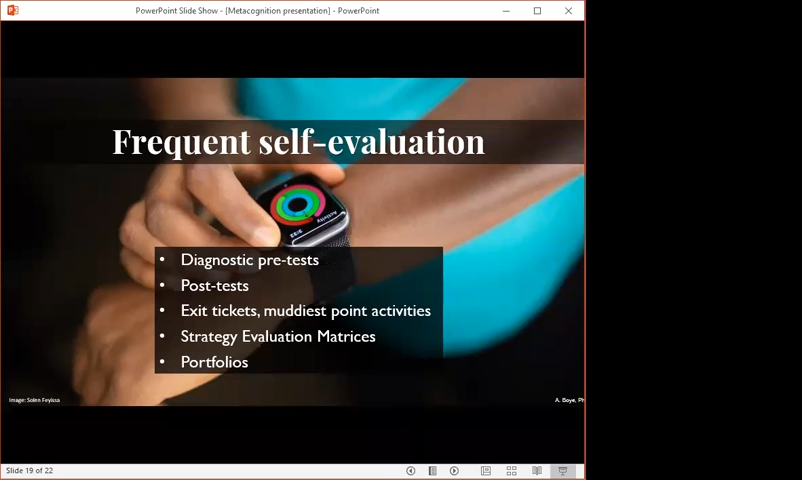 PowerPoint Slide Show - [Metacognition presentation] - PowerPoint
Frequent self-evaluation
Activity
• Diagnostic pre-tests
• Post-tests
• Exit tickets, muddiest point activities
• Strategy Evaluation Matrices
• Portfolios
Image: Solen Feyissa
A. Boye, Ph
Slide 19 of 22